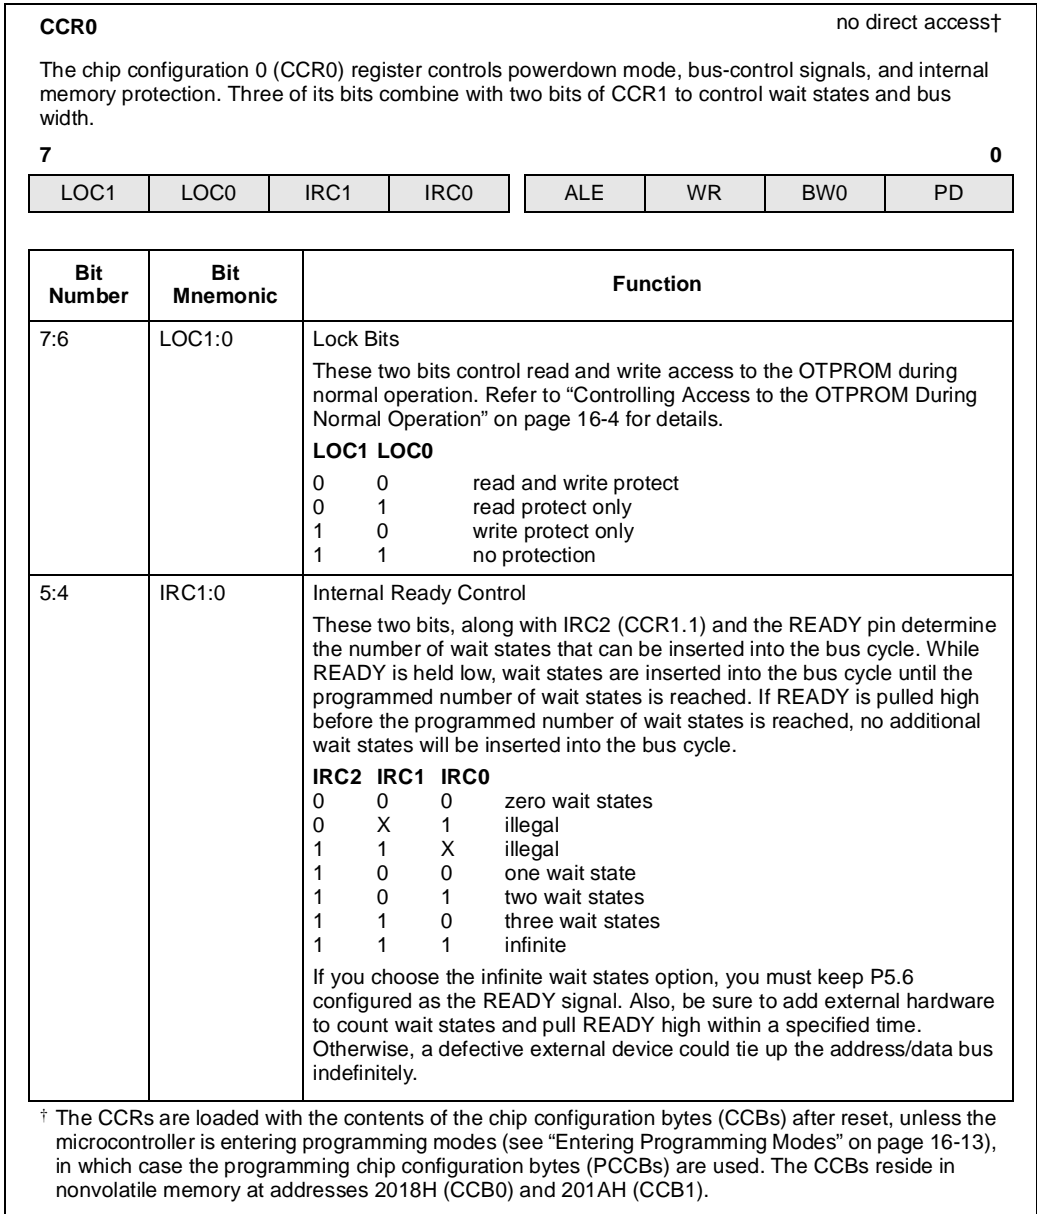 CCR0 no direct access†
The chip configuration 0 (CCR0) register controls powerdown mode, bus-control signals, and internal
memory protection. Three of its bits combine with two bits of CCR1 to control wait states and bus
width.
7 0
LOC1 LOC0 IRC1 IRC0 ALE WR BW0 PD
Bit Number Bit Mnemonic Function
7:6 LOC1:0 Lock Bits
These two bits control read and write access to the OTPROM during
normal operation. Refer to “Controlling Access to the OTPROM During
Normal Operation” on page 16-4 for details.
LOC1 LOC0
0 0 read and write protect
0 1 read protect only
1 0 write protect only
1 1 no protection
5:4 IRC1:0 Internal Ready Control
These two bits, along with IRC2 (CCR1.1) and the READY pin determine
the number of wait states that can be inserted into the bus cycle. While
READY is held low, wait states are inserted into the bus cycle until the
programmed number of wait states is reached. If READY is pulled high
before the programmed number of wait states is reached, no additional
wait states will be inserted into the bus cycle.
IRC2 IRC1 IRC0
0 0 0 zero wait states
0 X 1 illegal
1 1 X illegal
1 0 0 one wait state
1 0 1 two wait states
1 1 0 three wait states
1 1 1 infinite
If you choose the infinite wait states option, you must keep P5.6
configured as the READY signal. Also, be sure to add external hardware
to count wait states and pull READY high within a specified time.
Otherwise, a defective external device could tie up the address/data bus
indefinitely.
† The CCRs are loaded with the contents of the chip configuration bytes (CCBs) after reset, unless the
microcontroller is entering programming modes (see “Entering Programming Modes” on page 16-13),
in which case the programming chip configuration bytes (PCCBs) are used. The CCBs reside in
nonvolatile memory at addresses 2018H (CCB0) and 201AH (CCB1).